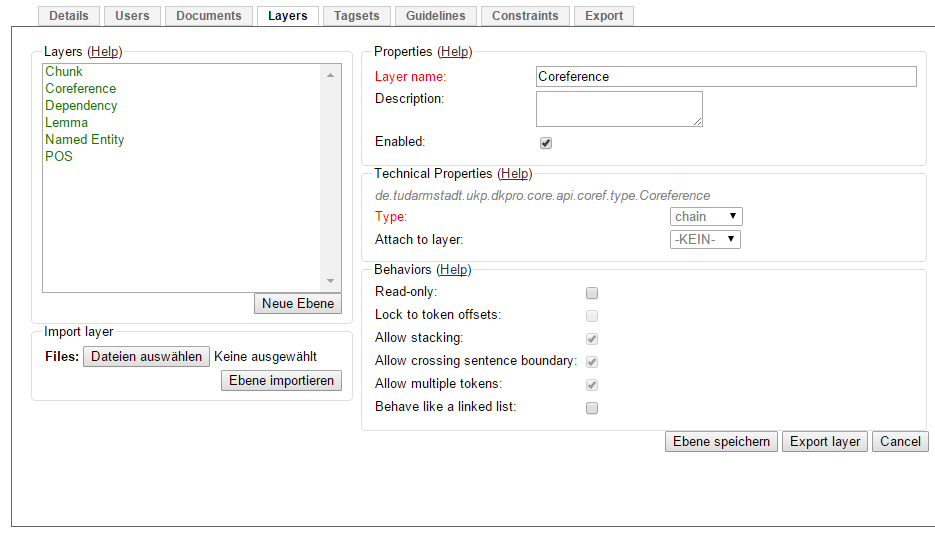 Details Users Documents Layers Tagsets Guidelines Constraints Export
Layers (Help)
Chunk
Coreference
Dependency
Lemma
Named Entity
POS
Neue Ebene
Import layer
Files: Dateien auswählen Keine ausgewählt
Ebene importieren
Properties (Help)
Layer name: Coreference
Description:
Enabled:
Technical Properties (Help)
de.tudarmstadt.ukp.dkpro.core.api.coref.type.Coreference
Type: chain
Attach to layer: -KEIN-
Behaviors (Help)
Read-only:
Lock to token offsets:
Allow stacking:
Allow crossing sentence boundary:
Allow multiple tokens:
Behave like a linked list:
Ebene speichern Export layer Cancel